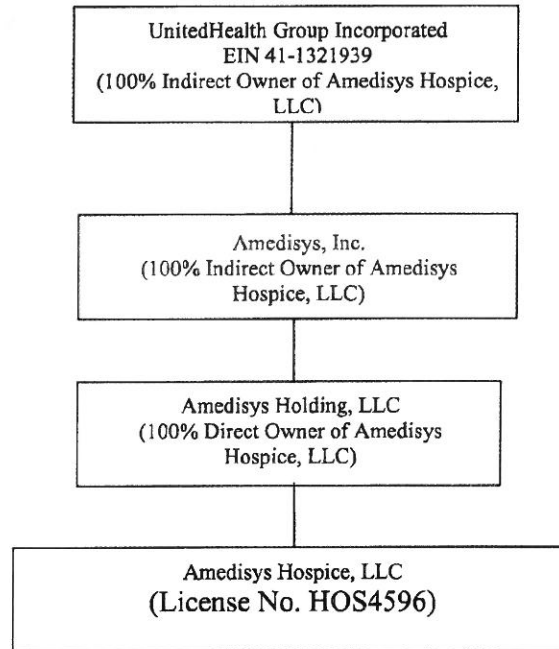 UnitedHealth Group Incorporated
EIN 41-1321939
(100% Indirect Owner of Amedisys Hospice,
LLC)
Amedisys, Inc.
(100% Indirect Owner of Amedisys
Hospice, LLC)
Amedisys Holding, LLC
(100% Direct Owner of Amedisys
Hospice, LLC)
Amedisys Hospice, LLC
(License No. HOS4596)